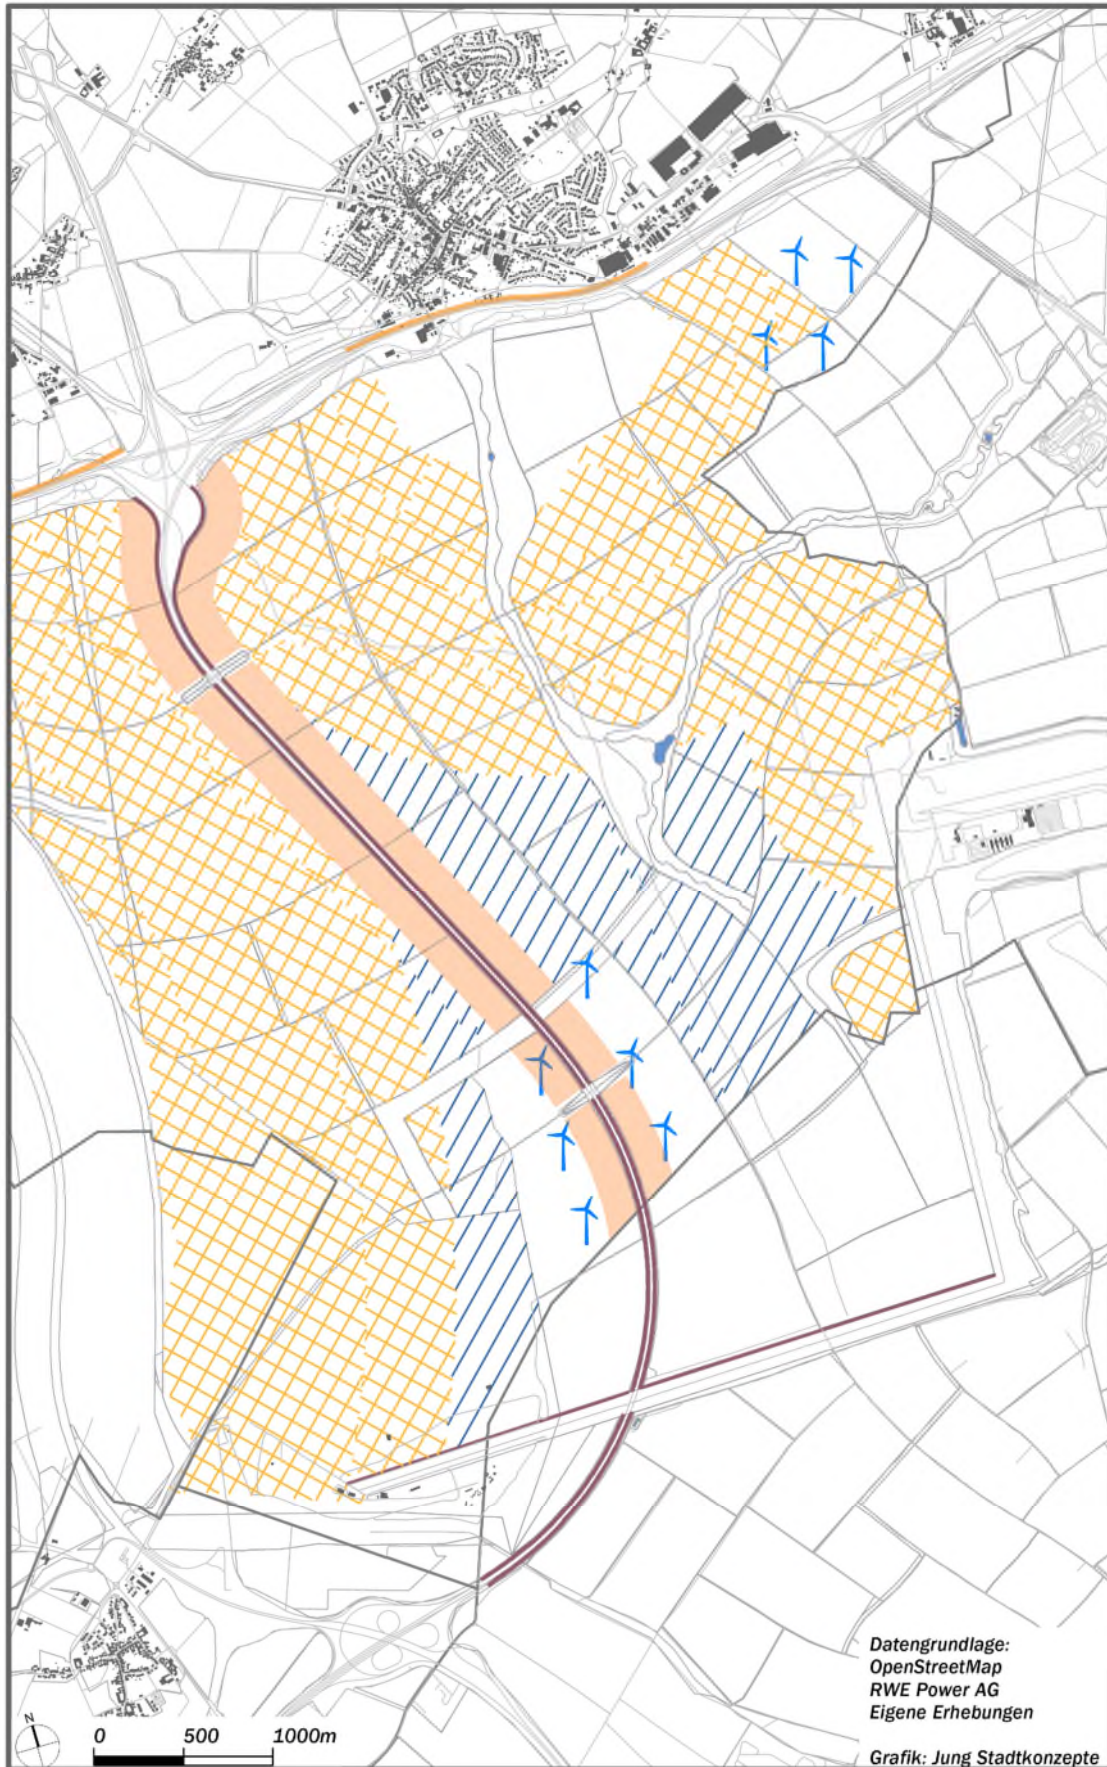 Datengrundlage:
OpenStreetMap
RWE Power AG
Eigene Erhebungen
Grafik: Jung Stadtkonzepte
N
0 500 1000m